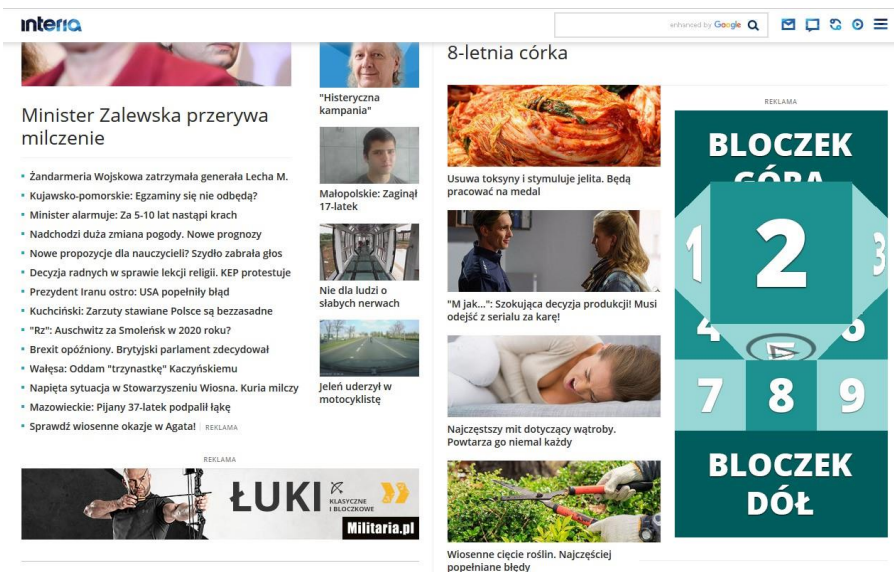 interia
enhanced by Google
8-letnia córka
Minister Zalewska przerywa
milczenie
Żandarmeria Wojskowa zatrzymała generała Lecha M.
Kujawsko-pomorskie: Egzaminy się nie odbędą?
Minister alarmuje: Za 5-10 lat nastąpi krach
Nadchodzi duża zmiana pogody. Nowe prognozy
Nowe propozycje dla nauczycieli? Szydło zabrała głos
Decyzja radnych w sprawie lekcji religii. KEP protestuje
Prezydent Iranu ostro: USA popełniły błąd
Kuchciński: Zarzuty stawiane Polsce są bezzasadne
"Rz": Auschwitz za Smoleńsk w 2020 roku?
Brexit opóźniony. Brytyjski parlament zdecydował
Wałęsa: Oddam "trzynastkę" Kaczyńskiemu
Napięta sytuacja w Stowarzyszeniu Wiosna. Kuria milczy
Mazowieckie: Pijany 37-latek podpalił łąkę
Sprawdź wiosenne okazje w Agata! REKLAMA
"Histeryczna
kampania"
Małopolskie: Zaginął
17-latek
Nie dla ludzi o
słabych nerwach
Jeleń uderzył w
motocyklistę
REKLAMA
ŁUKI
KLASYCZNE
I BLOCZKOWE
Militaria.pl
Usuwa toksyny i stymuluje jelita. Będą
pracować na medal
"M jak...": Szokująca decyzja produkcji! Musi
odejść z serialu za karę!
Najczęstszy mit dotyczący wątroby.
Powtarza go niemal każdy
Wiosenne cięcie roślin. Najczęściej
popełniane błędy
REKLAMA
BLOCZEK
GÓRA
1 2 3
4 6
7 8 9
BLOCZEK
DÓŁ